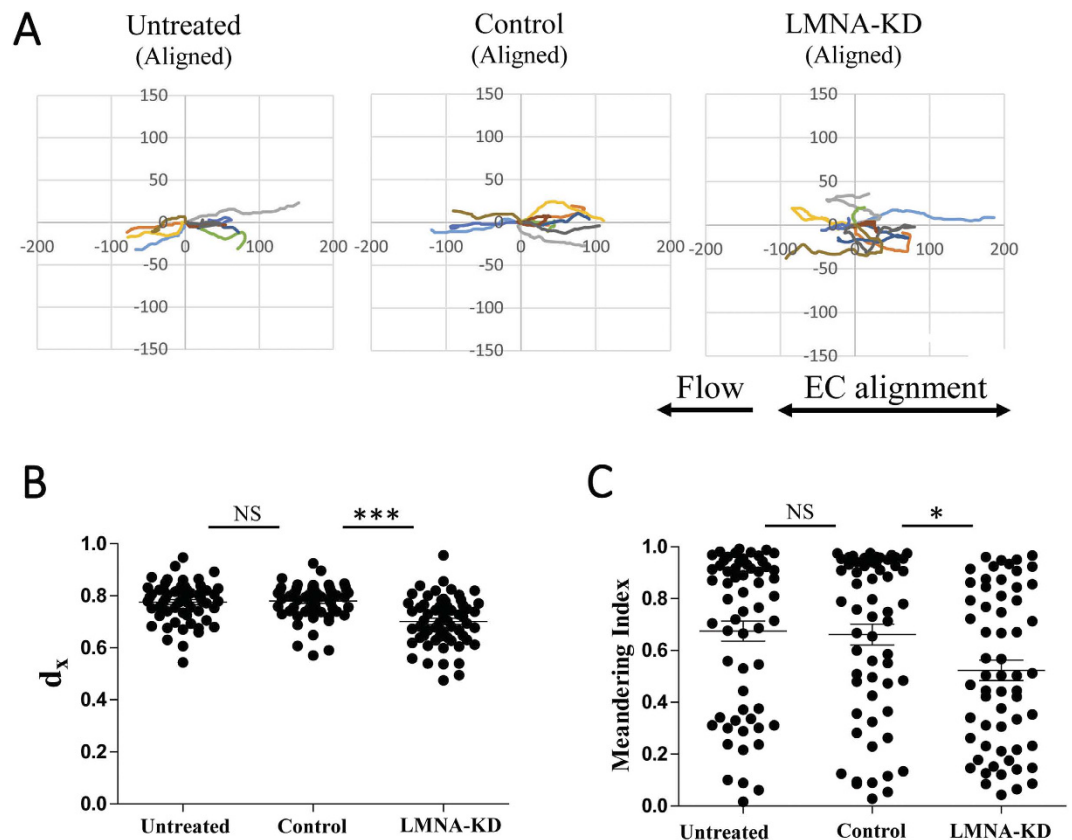 A
Untreated
(Aligned)
Control
(Aligned)
LMNA-KD
(Aligned)
150
100
50
0
-50
-100
-150
-200 -100 0 100 200
150
100
50
0
-50
-100
-150
-200 -100 0 100 200
150
100
50
0
-50
-100
-150
-200 -100 0 100 200
Flow EC alignment
B
NS ***
dx
1.0
0.8
0.6
0.4
0.2
0.0
Untreated Control LMNA-KD
C
NS *
Meandering Index
1.0
0.8
0.6
0.4
0.2
0.0
Untreated Control LMNA-KD